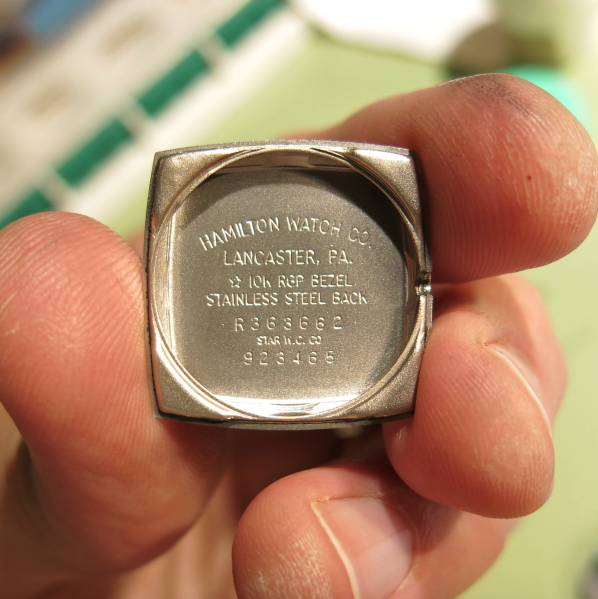 HAMILTON WATCH CO.
LANCASTER, PA.
☆ 10K RGP BEZEL
STAINLESS STEEL BACK
R363662
STAR W.C. CO
923465